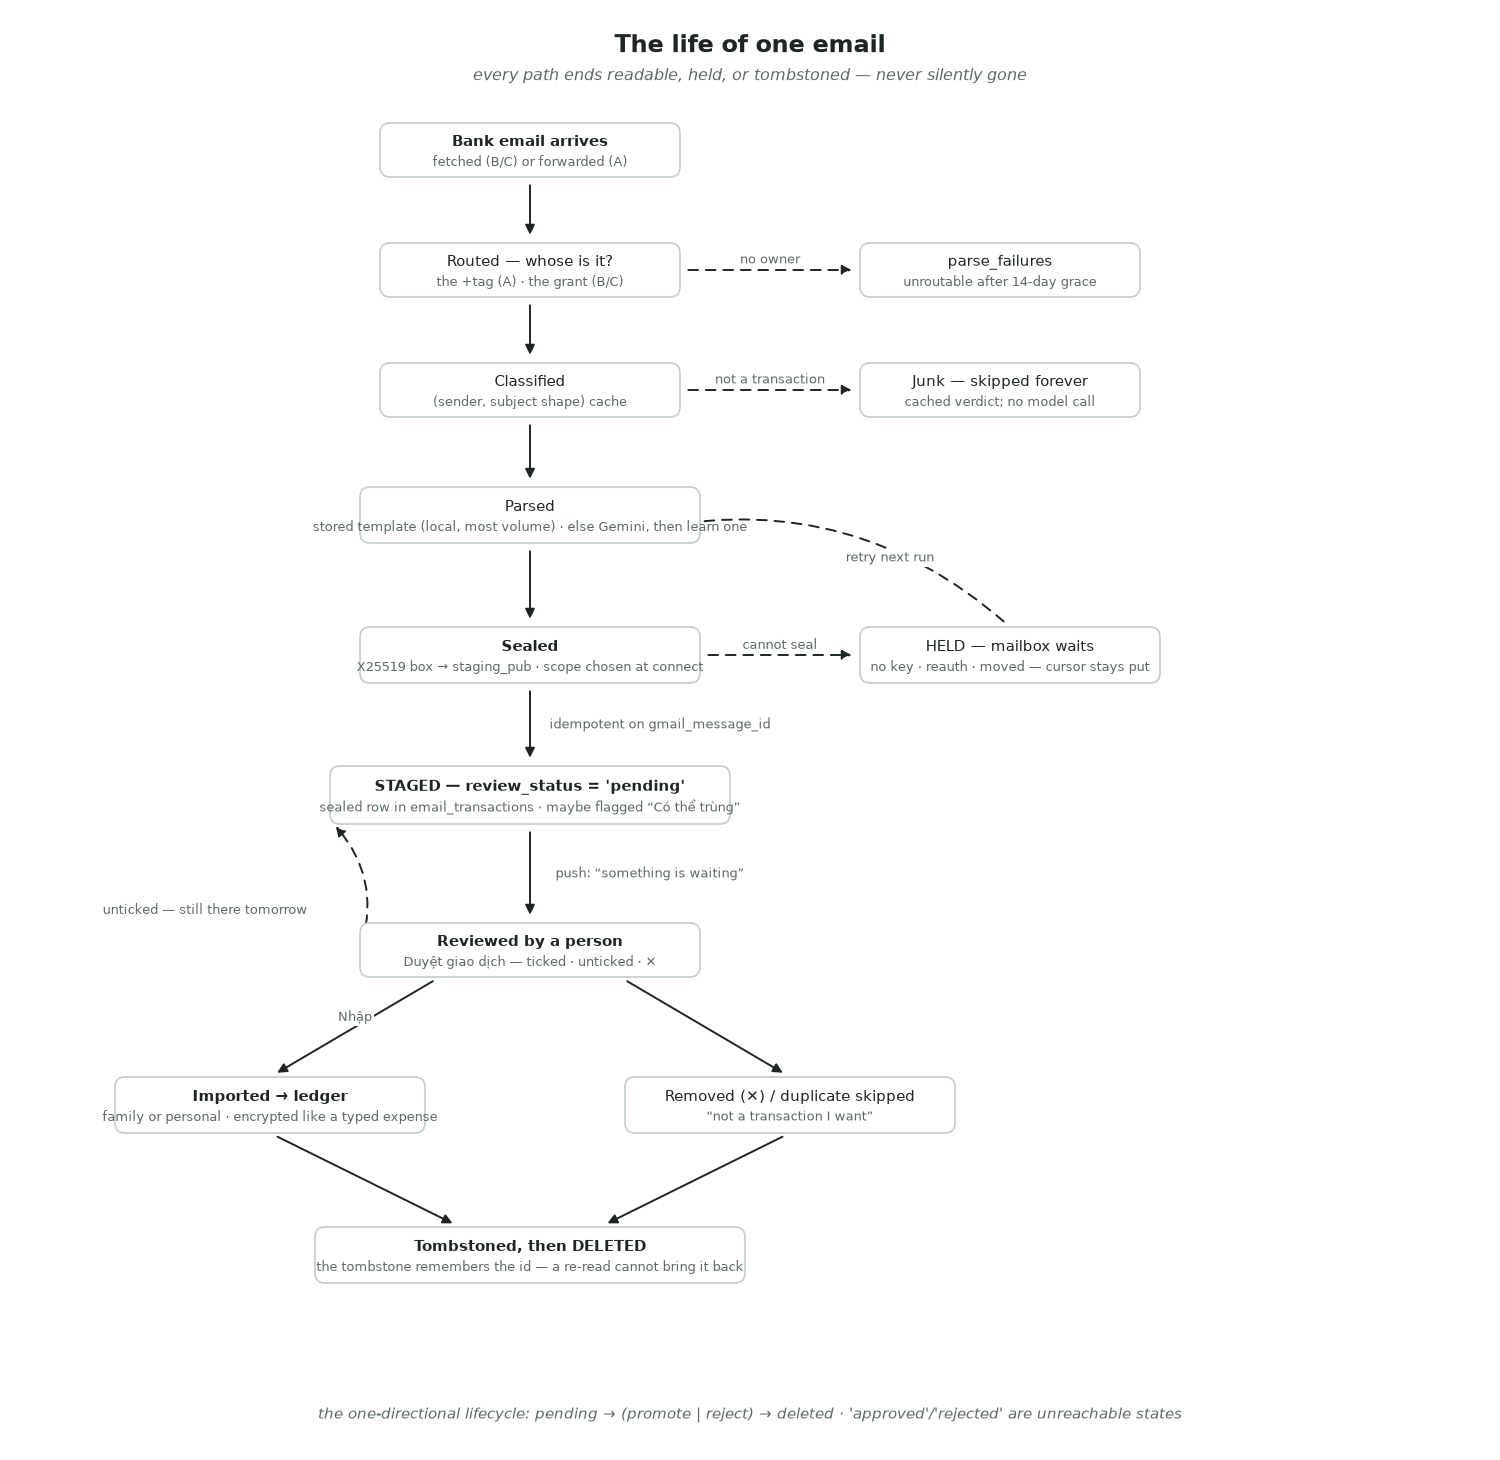 The life of one email
every path ends readable, held, or tombstoned — never silently gone
Bank email arrives
fetched (B/C) or forwarded (A)
Routed — whose is it?
the +tag (A) · the grant (B/C)
no owner
parse_failures
unroutable after 14-day grace
Classified
(sender, subject shape) cache
not a transaction
Junk — skipped forever
cached verdict; no model call
Parsed
stored template (local, most volume) · else Gemini, then learn one
retry next run
Sealed
X25519 box → staging_pub · scope chosen at connect
cannot seal
HELD — mailbox waits
no key · reauth · moved — cursor stays put
idempotent on gmail_message_id
STAGED — review_status = 'pending'
sealed row in email_transactions · maybe flagged “Có thể trùng”
push: “something is waiting”
unticked — still there tomorrow
Reviewed by a person
Duyệt giao dịch — ticked · unticked · ✕
Nhập
Imported → ledger
family or personal · encrypted like a typed expense
Removed (✕) / duplicate skipped
“not a transaction I want”
Tombstoned, then DELETED
the tombstone remembers the id — a re-read cannot bring it back
the one-directional lifecycle: pending → (promote | reject) → deleted · 'approved'/'rejected' are unreachable states